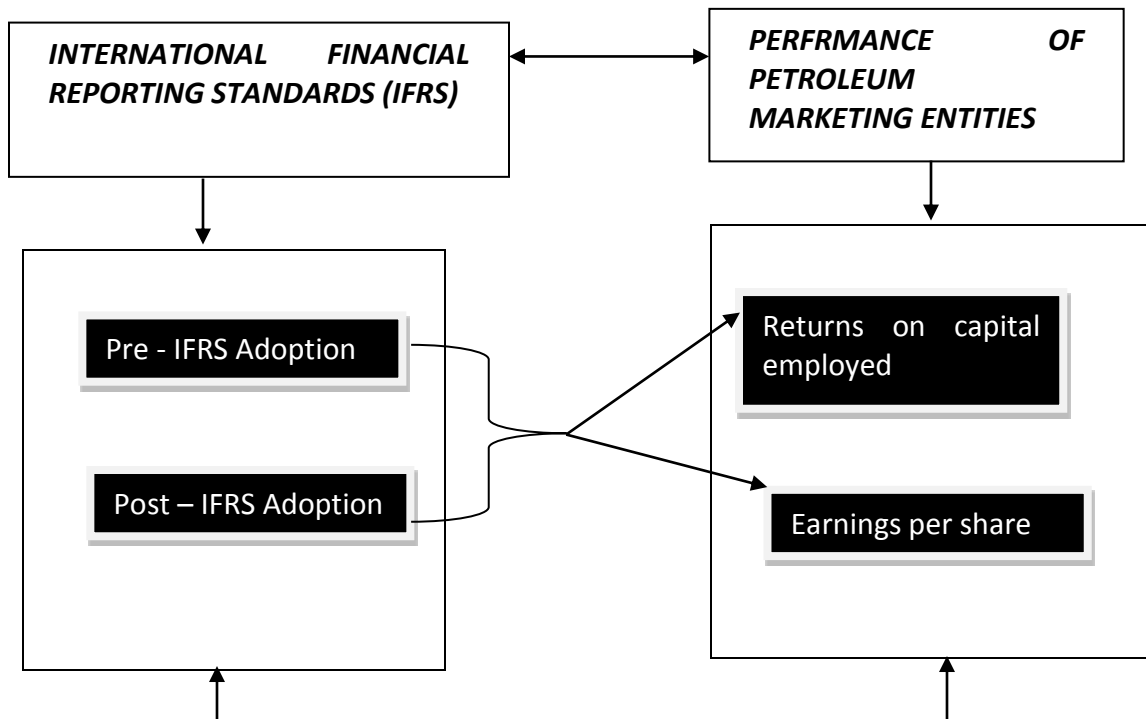 INTERNATIONAL FINANCIAL
REPORTING STANDARDS (IFRS)
PERFRMANCE OF
PETROLEUM
MARKETING ENTITIES
Pre - IFRS Adoption
Post – IFRS Adoption
Returns on capital
employed
Earnings per share